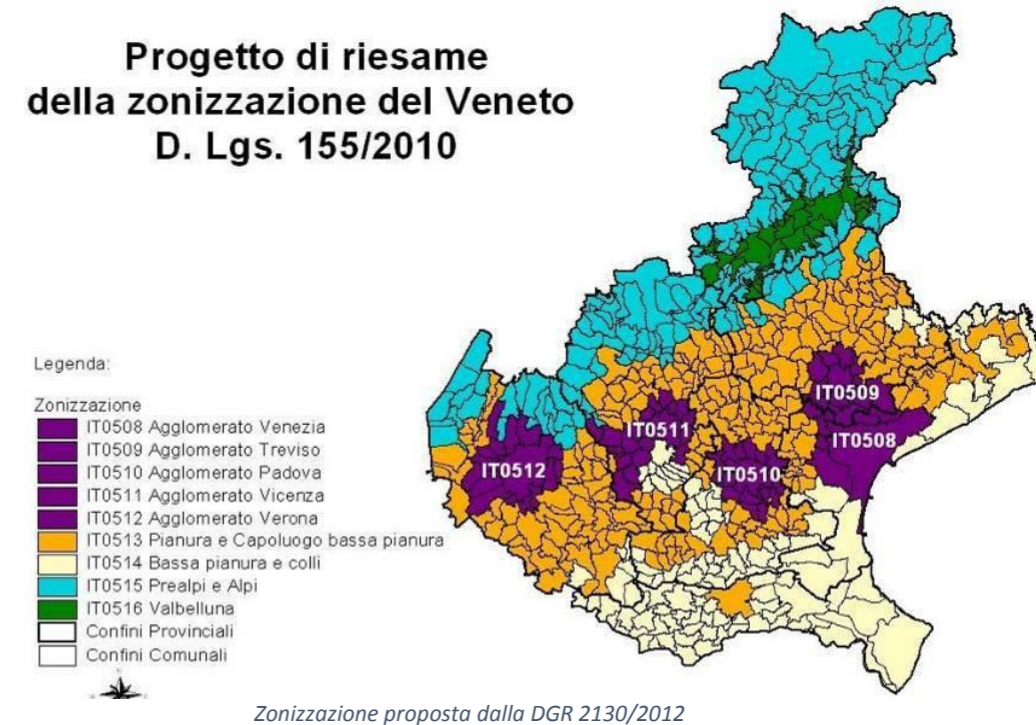 Progetto di riesame
della zonizzazione del Veneto
D. Lgs. 155/2010
Legenda:
Zonizzazione
IT0508 Agglomerato Venezia
IT0509 Agglomerato Treviso
IT0510 Agglomerato Padova
IT0511 Agglomerato Vicenza
IT0512 Agglomerato Verona
IT0513 Pianura e Capoluogo bassa pianura
IT0514 Bassa pianura e colli
IT0515 Prealpi e Alpi
IT0516 Valbelluna
Confini Provinciali
Confini Comunali
IT0509
IT0511
IT0508
IT0512
IT0510
Zonizzazione proposta dalla DGR 2130/2012